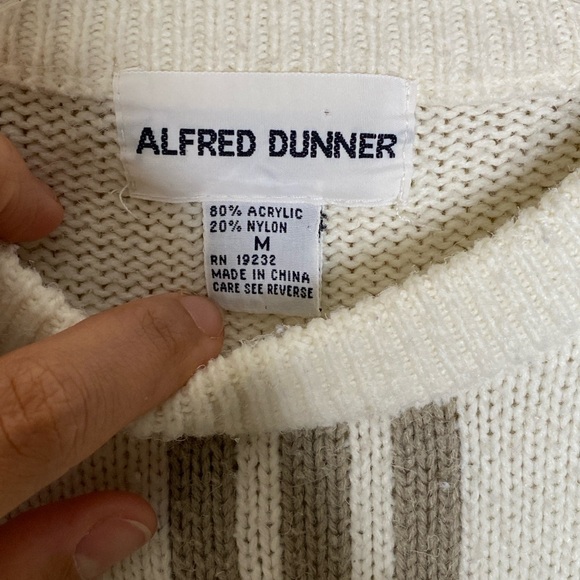 ALFRED DUNNER
80% ACRYLIC
20% NYLON
M
RN 19232
MADE IN CHINA
CARE SEE REVERSE